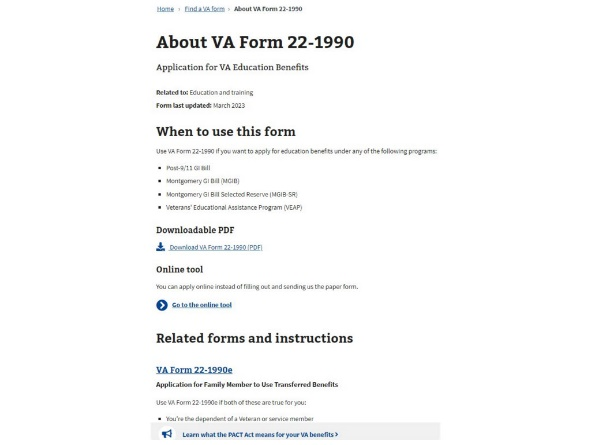 Home › Find a VA form › About VA Form 22-1990
About VA Form 22-1990
Application for VA Education Benefits
Related to: Education and training
Form last updated: March 2023
When to use this form
Use VA Form 22-1990 if you want to apply for education benefits under any of the following programs:
• Post-9/11 GI Bill
• Montgomery GI Bill (MGIB)
• Montgomery GI Bill Selected Reserve (MGIB-SR)
• Veterans' Educational Assistance Program (VEAP)
Downloadable PDF
Download VA Form 22-1990 (PDF)
Online tool
You can apply online instead of filling out and sending us the paper form.
Go to the online tool
Related forms and instructions
VA Form 22-1990e
Application for Family Member to Use Transferred Benefits
Use VA Form 22-1990e if both of these are true for you:
• You're the dependent of a Veteran or service member
Learn what the PACT Act means for your VA benefits ›